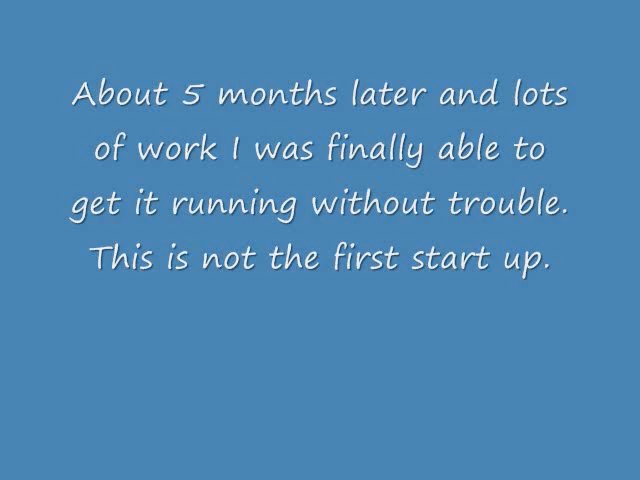 About 5 months later and lots
of work I was finally able to
get it running without trouble.
This is not the first start up.